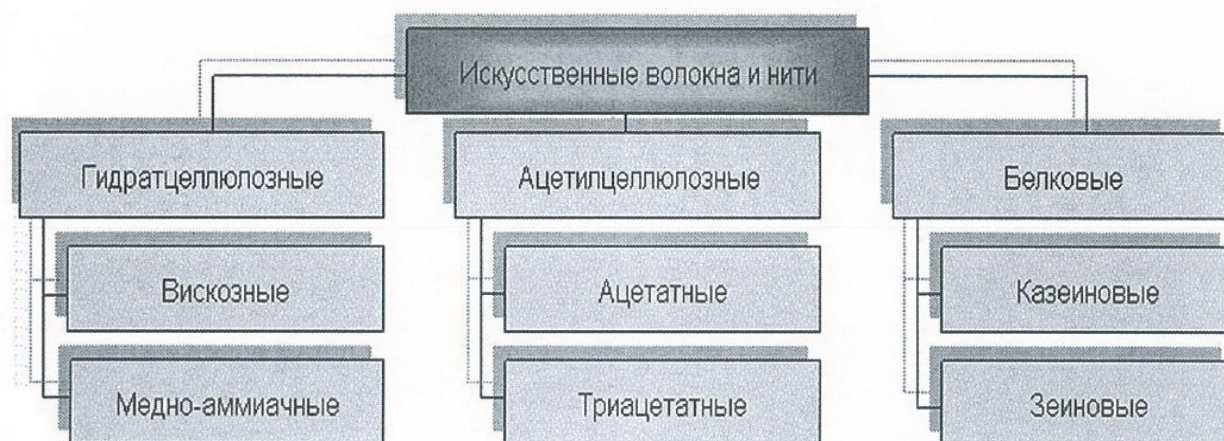 Искусственные волокна и нити
Гидратцеллюлозные
Ацетилцеллюлозные
Белковые
Вискозные
Ацетатные
Казеиновые
Медно-аммиачные
Триацетатные
Зеиновые